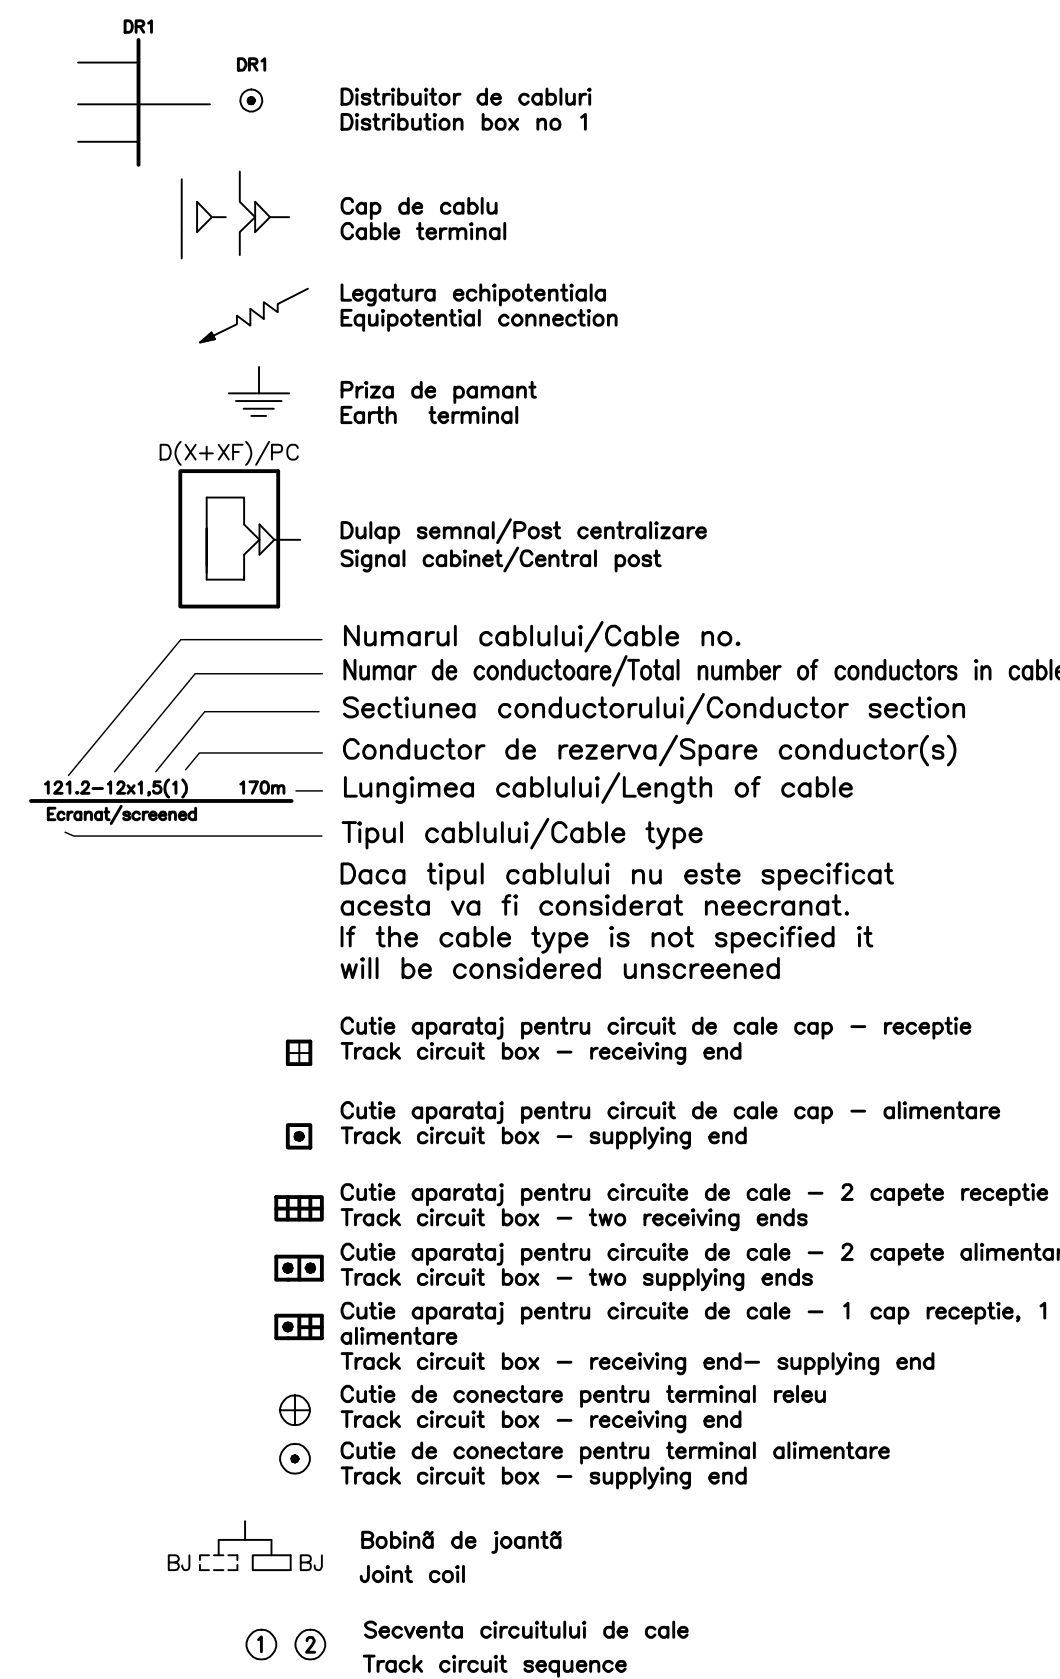 DR1
DR1
Distribuitor de cabluri
Distribution box no 1
Cap de cablu
Cable terminal
Legatura echipotentiala
Equipotential connection
Priza de pamant
Earth terminal
D(X+XF)/PC
Dulap semnal/Post centralizare
Signal cabinet/Central post
Numarul cablului/Cable no.
Numar de conductoare/Total number of conductors in cable
Sectiunea conductorului/Conductor section
Conductor de rezerva/Spare conductor(s)
121.2-12x1,5(1) 170m
Lungimea cablului/Length of cable
Ecranat/screened
Tipul cablului/Cable type
Daca tipul cablului nu este specificat
acesta va fi considerat neecranat.
If the cable type is not specified it
will be considered unscreened
Cutie aparataj pentru circuit de cale cap - receptie
Track circuit box - receiving end
Cutie aparataj pentru circuit de cale cap - alimentare
Track circuit box - supplying end
Cutie aparataj pentru circuite de cale - 2 capete receptie
Track circuit box - two receiving ends
Cutie aparataj pentru circuite de cale - 2 capete alimentar
Track circuit box - two supplying ends
Cutie aparataj pentru circuite de cale - 1 cap receptie, 1
alimentare
Track circuit box - receiving end- supplying end
Cutie de conectare pentru terminal releu
Track circuit box - receiving end
Cutie de conectare pentru terminal alimentare
Track circuit box - supplying end
BJ BJ
Bobină de joantă
Joint coil
1 2
Secventa circuitului de cale
Track circuit sequence